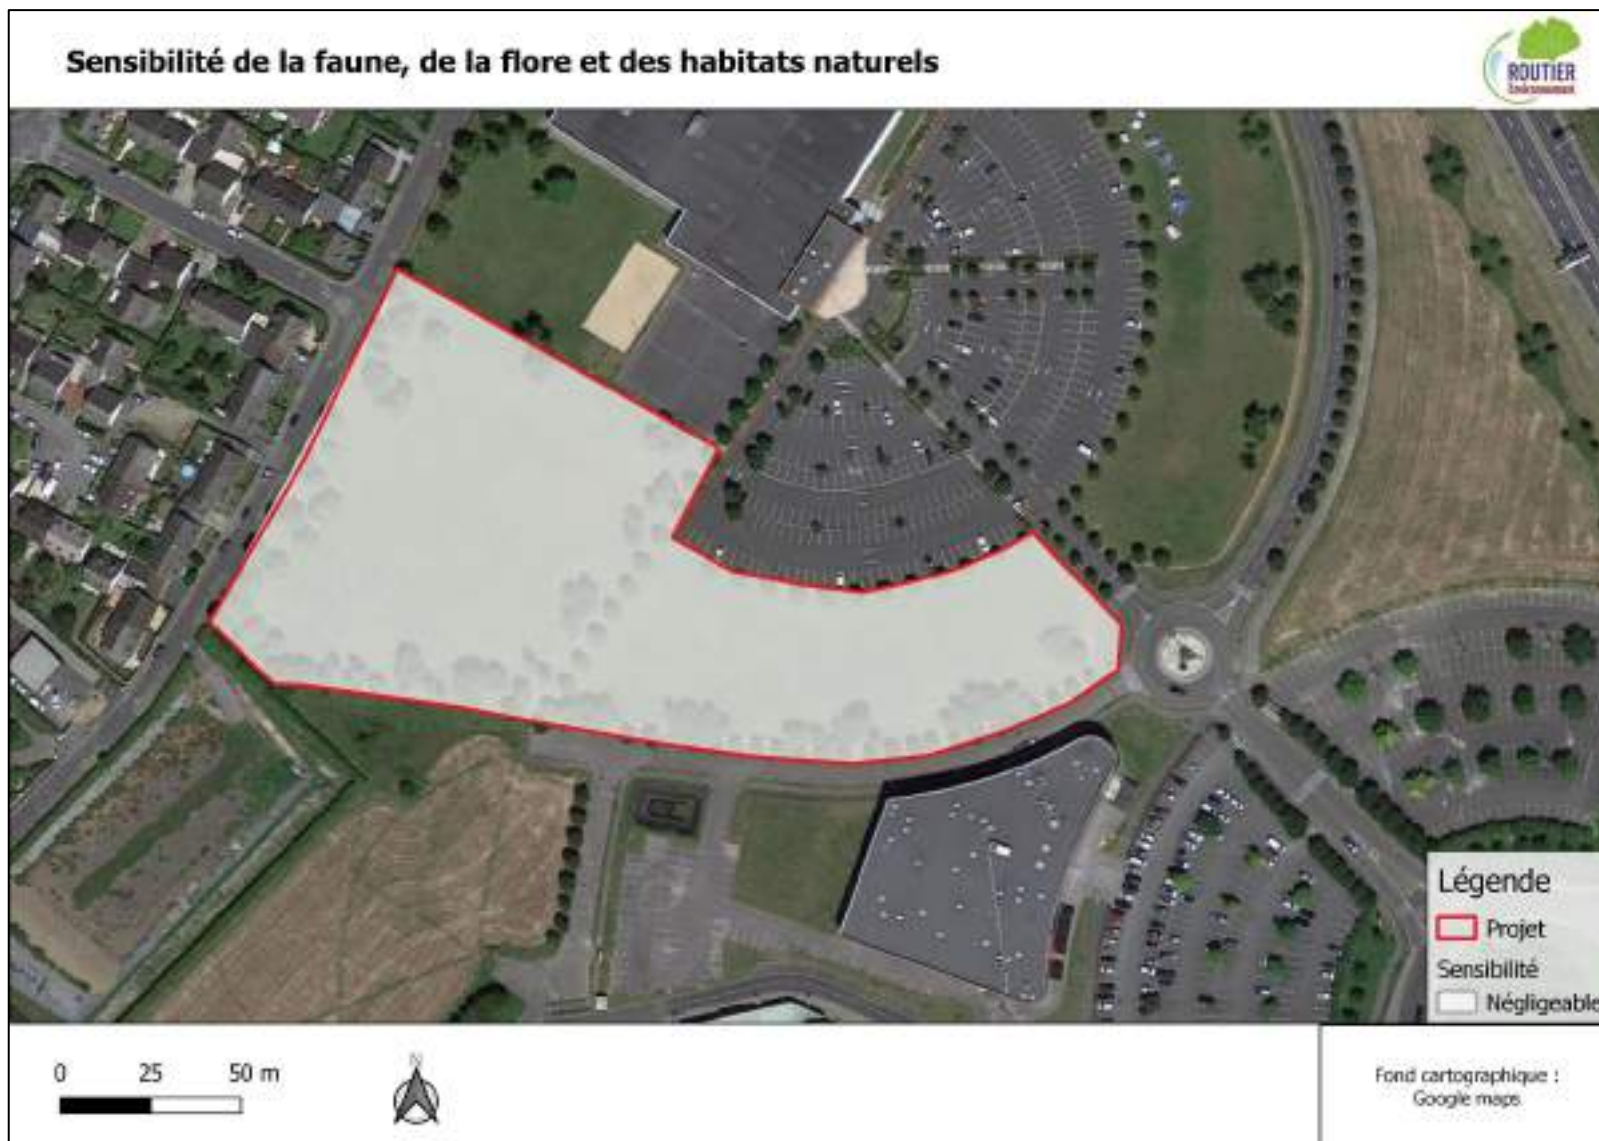 Sensibilité de la faune, de la flore et des habitats naturels
ROUTIER
Environnement
Légende
Projet
Sensibilité
Négligeable
0 25 50 m
N
Fond cartographique :
Google maps